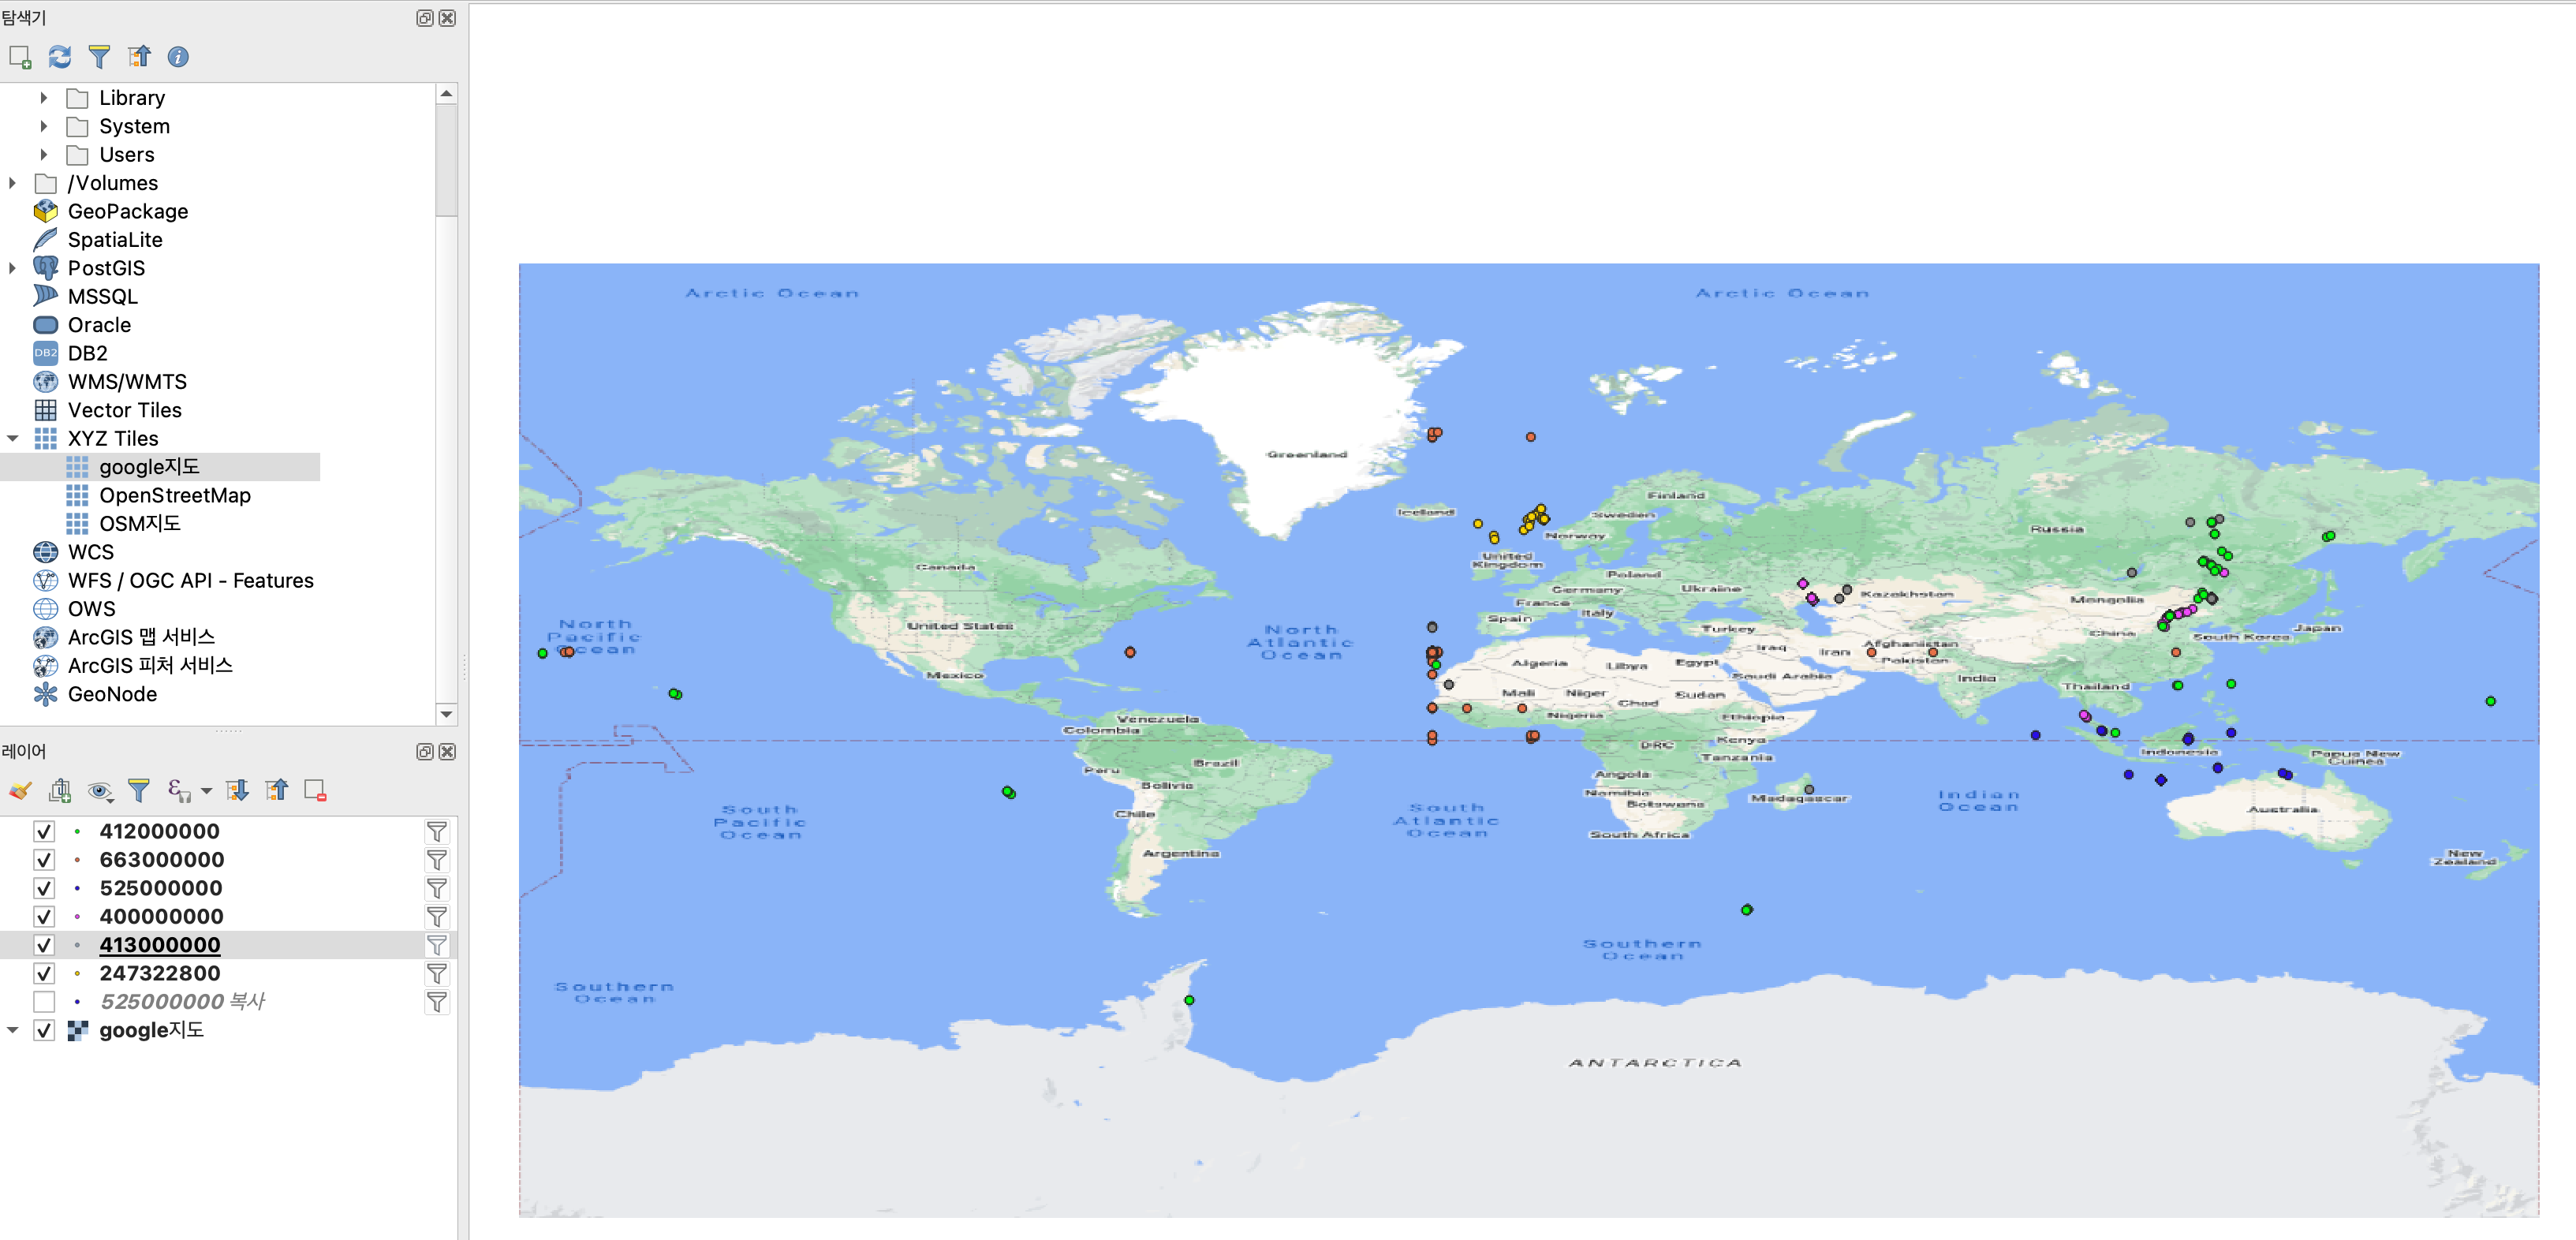 탐색기
Library
System
Users
/Volumes
GeoPackage
SpatiaLite
PostGIS
MSSQL
Oracle
DB2
DB2
WMS/WMTS
Vector Tiles
XYZ Tiles
google지도
OpenStreetMap
OSM지도
WCS
WFS / OGC API - Features
OWS
ArcGIS 맵 서비스
ArcGIS 피처 서비스
GeoNode
레이어
412000000
663000000
525000000
400000000
413000000
247322800
525000000 복사
google지도
Arctic Ocean
Arctic Ocean
Greenland
Iceland
Finland
Sweden
Norway
Russia
United
Kingdom
Canada
Poland
Germany
Ukraine
France
Kazakhstan
Mongolia
Italy
Spain
United States
Turkey
Japan
China
South Korea
North
Pacific
Ocean
North
Atlantic
Ocean
Afghanistan
Iraq
Iran
Pakistan
Algeria
Libya
Egypt
Mexico
Saudi Arabia
India
Thailand
Mali
Niger
Sudan
Chad
Nigeria
Ethiopia
Venezuela
Colombia
DRC
Kenya
Indonesia
Papua New
Guinea
Tanzania
Brazil
Peru
Angola
Bolivia
Namibia
Botswana
Madagascar
Indian
Ocean
Australia
South
Pacific
Ocean
Chile
South
Atlantic
Ocean
South Africa
Argentina
New
Zealand
Southern
Ocean
Southern
Ocean
ANTARCTICA